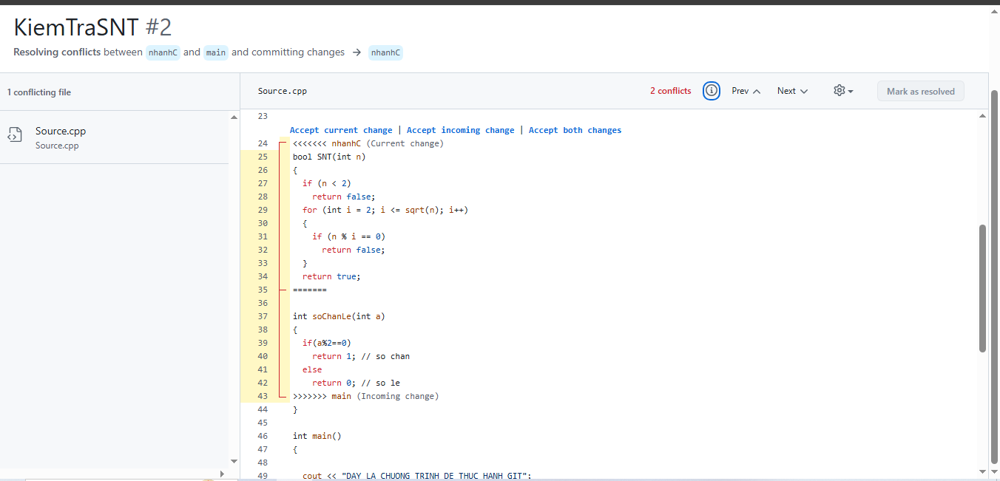 KiemTraSNT #2
Resolving conflicts between nhanhC and main and committing changes → nhanhC
1 conflicting file
Source.cpp
Source.cpp
Source.cpp
2 conflicts
Prev
Next
Mark as resolved
23
Accept current change | Accept incoming change | Accept both changes
24 <<<<<<< nhanhC (Current change)
25 bool SNT(int n)
26 {
27 if (n < 2)
28 return false;
29 for (int i = 2; i <= sqrt(n); i++)
30 {
31 if (n % i == 0)
32 return false;
33 }
34 return true;
35 =======
36
37 int soChanLe(int a)
38 {
39 if(a%2==0)
40 return 1; // so chan
41 else
42 return 0; // so le
43 >>>>>>> main (Incoming change)
44 }
45
46 int main()
47 {
48
49 cout << "DAY LA CHUONG TRINH DE THUC HANH GIT";